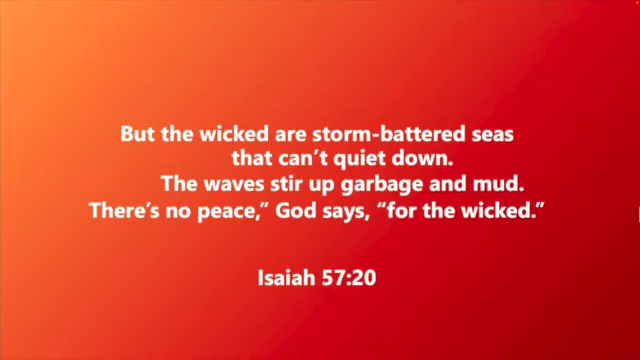 But the wicked are storm-battered seas
that can’t quiet down.
The waves stir up garbage and mud.
There’s no peace,” God says, “for the wicked.”
Isaiah 57:20